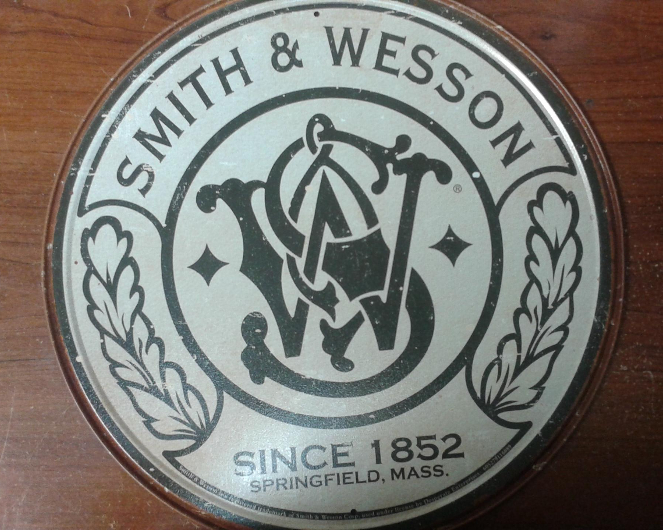 SMITH & WESSON
®
SINCE 1852
SPRINGFIELD, MASS.